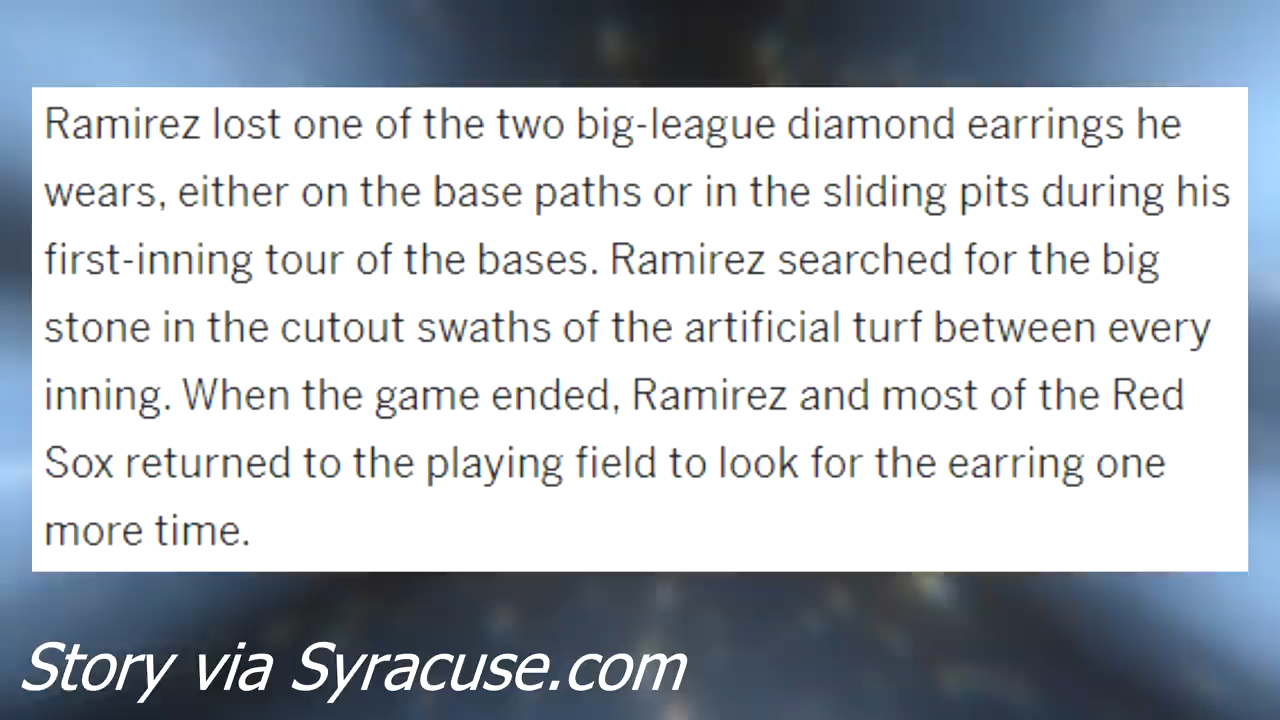 Ramirez lost one of the two big-league diamond earrings he
wears, either on the base paths or in the sliding pits during his
first-inning tour of the bases. Ramirez searched for the big
stone in the cutout swaths of the artificial turf between every
inning. When the game ended, Ramirez and most of the Red
Sox returned to the playing field to look for the earring one
more time.
Story via Syracuse.com